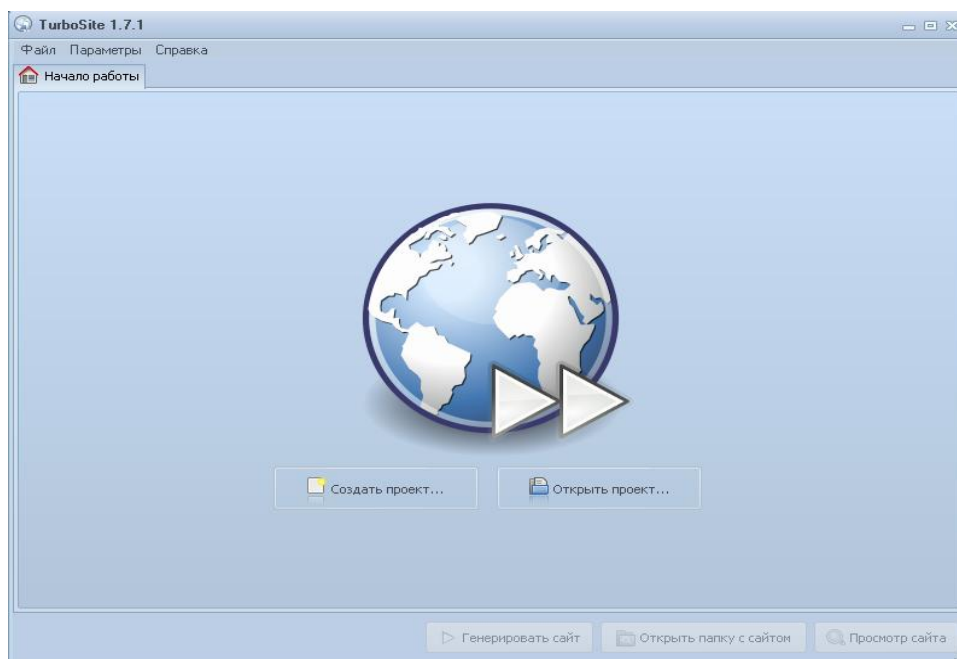 TurboSite 1.7.1
Файл Параметры Справка
Начало работы
Создать проект... Открыть проект...
Генерировать сайт Открыть папку с сайтом Просмотр сайта